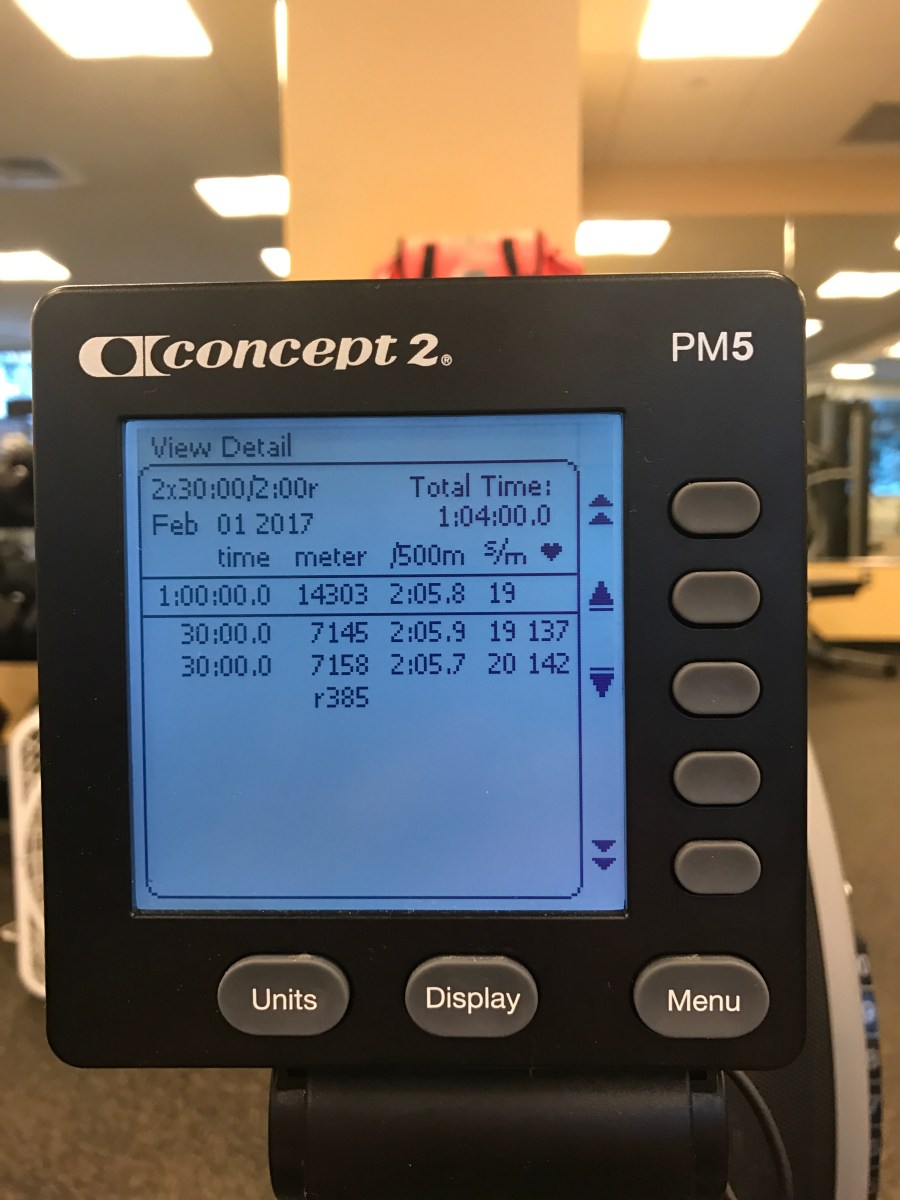 concept 2®
PM5
View Detail
2x30:00/2:00r Total Time:
Feb 01 2017 1:04:00.0
time meter /500m s/m ♥
1:00:00.0 14303 2:05.8 19
30:00.0 7145 2:05.9 19 137
30:00.0 7158 2:05.7 20 142
r385
Units Display Menu